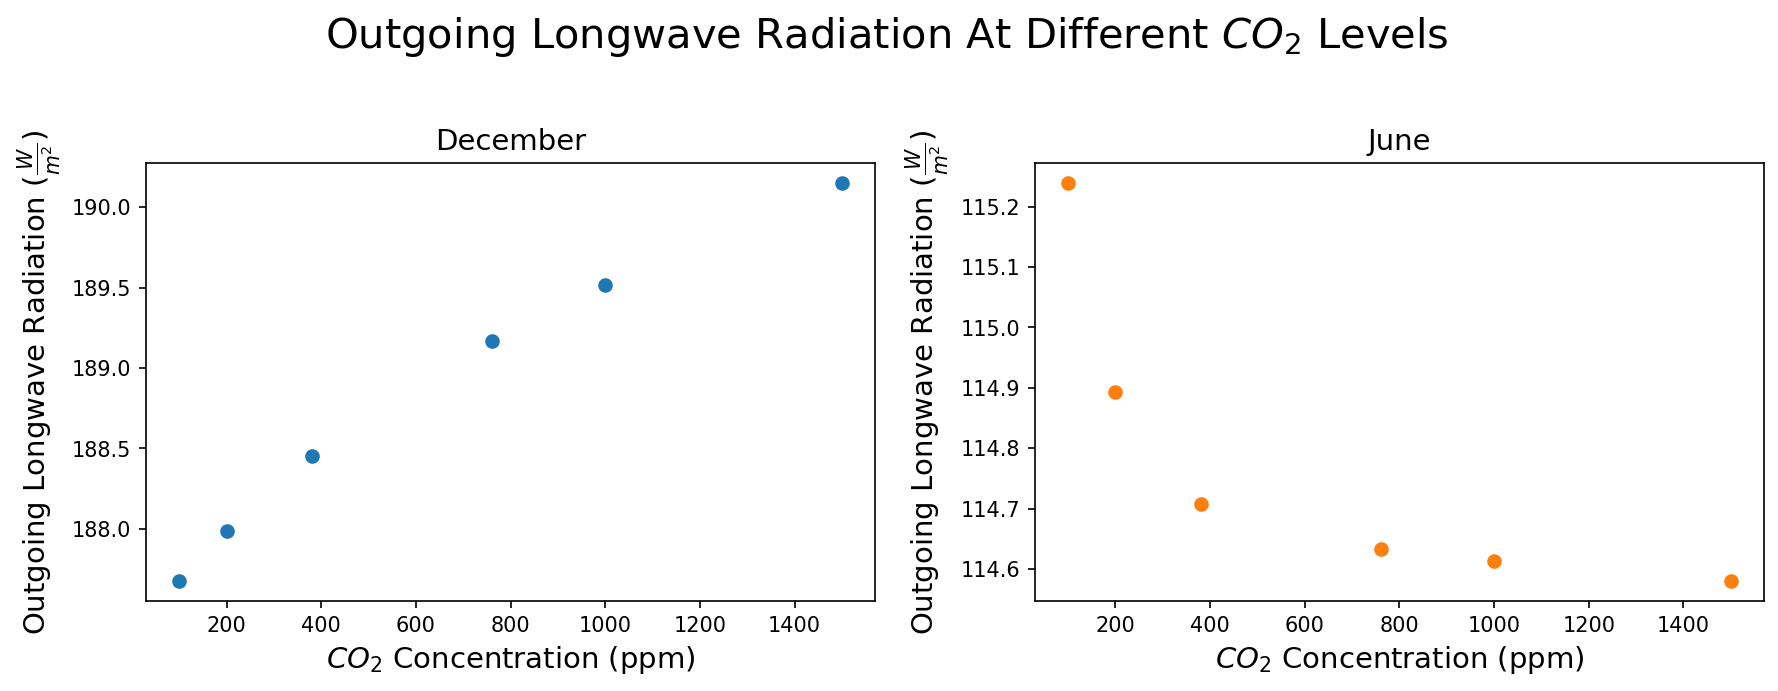 Outgoing Longwave Radiation At Different CO₂ Levels
December
Outgoing Longwave Radiation (W/m²)
190.0
189.5
189.0
188.5
188.0
200 400 600 800 1000 1200 1400
CO₂ Concentration (ppm)
June
Outgoing Longwave Radiation (W/m²)
115.2
115.1
115.0
114.9
114.8
114.7
114.6
200 400 600 800 1000 1200 1400
CO₂ Concentration (ppm)